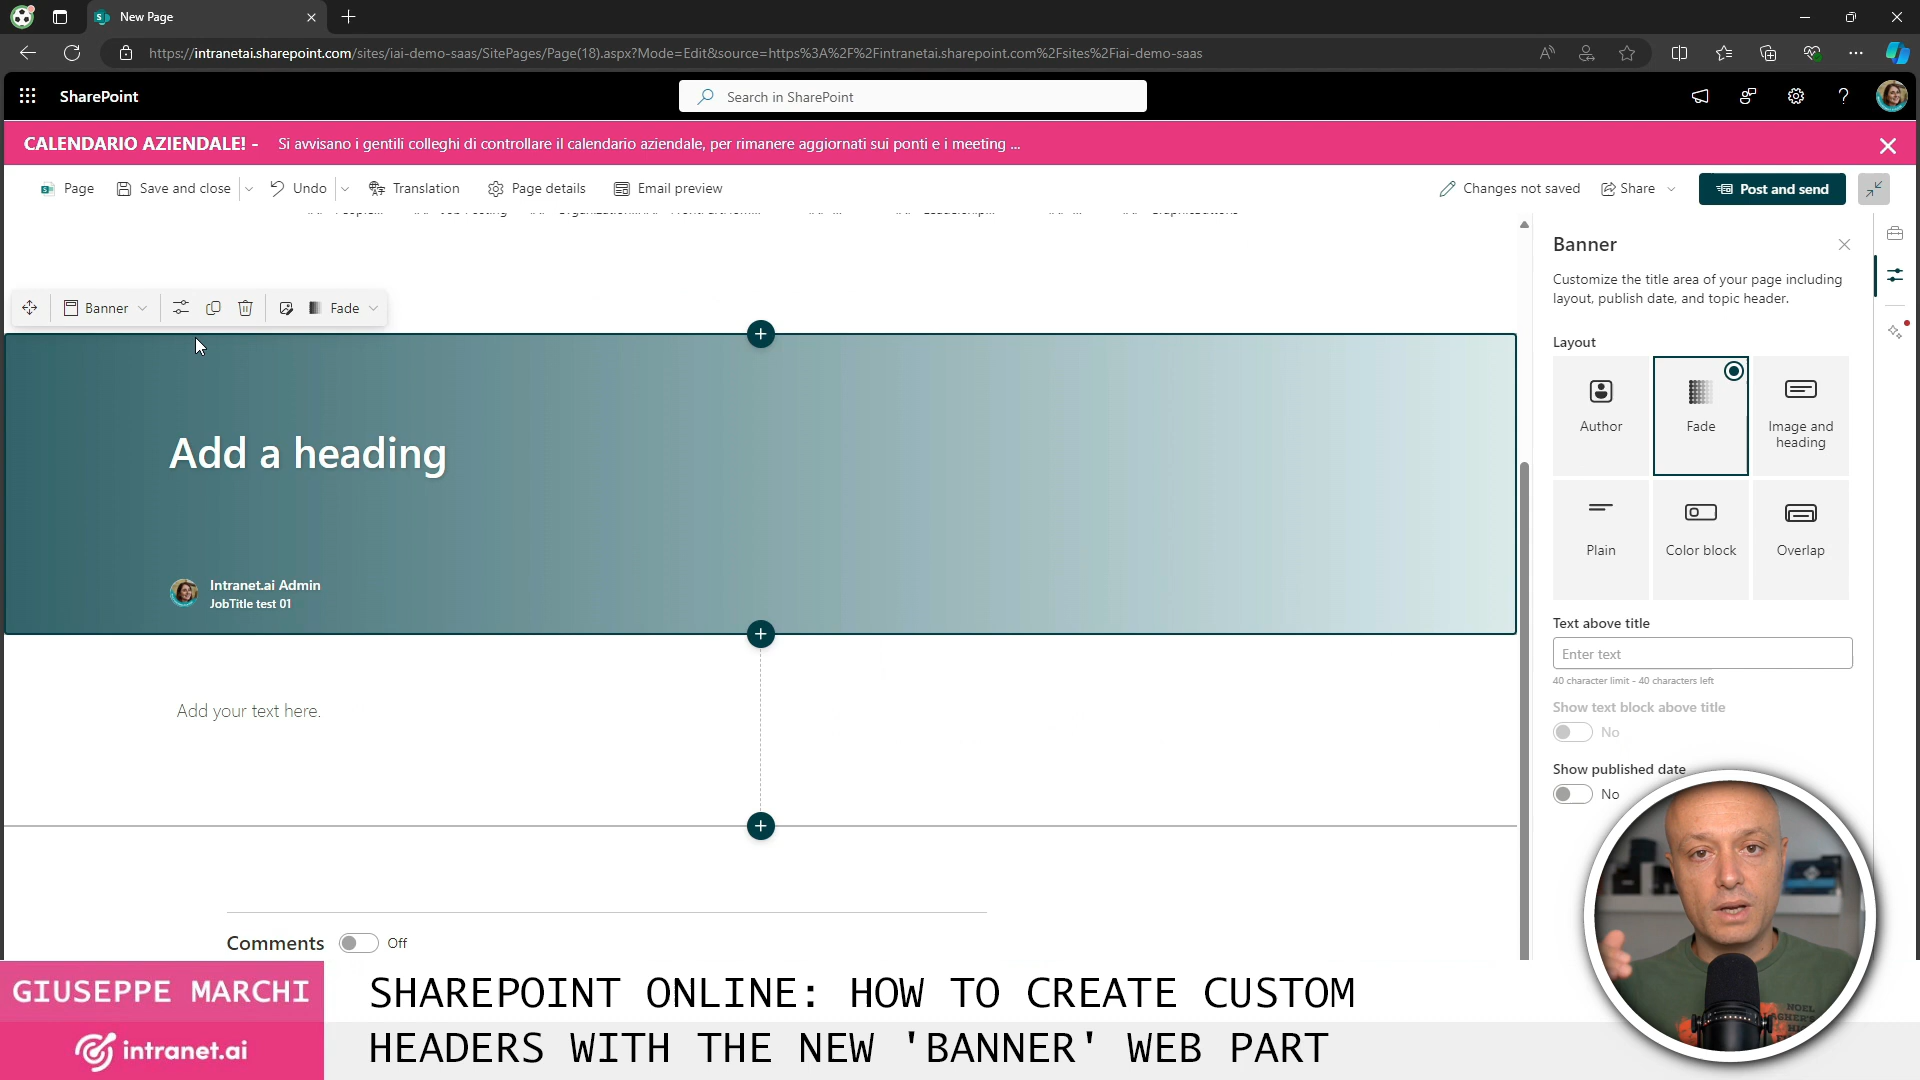 New Page
https://intranetai.sharepoint.com/sites/iai-demo-saas/SitePages/Page(18).aspx?Mode=Edit&source=https%3A%2F%2Fintranetai.sharepoint.com%2Fsites%2Fiai-demo-saas
SharePoint
Search in SharePoint
CALENDARIO AZIENDALE! - Si avvisano i gentili colleghi di controllare il calendario aziendale, per rimanere aggiornati sui ponti e i meeting ...
Page Save and close Undo Translation Page details Email preview Changes not saved Share Post and send
Banner
Customize the title area of your page including
layout, publish date, and topic header.
Banner Fade
Layout
Author
Fade
Image and
heading
Plain
Color block
Overlap
Add a heading
Intranet.ai Admin
JobTitle test 01
Text above title
Enter text
40 character limit - 40 characters left
Show text block above title
No
Show published date
No
Add your text here.
Comments Off
GIUSEPPE MARCHI
intranet.ai
SHAREPOINT ONLINE: HOW TO CREATE CUSTOM
HEADERS WITH THE NEW 'BANNER' WEB PART